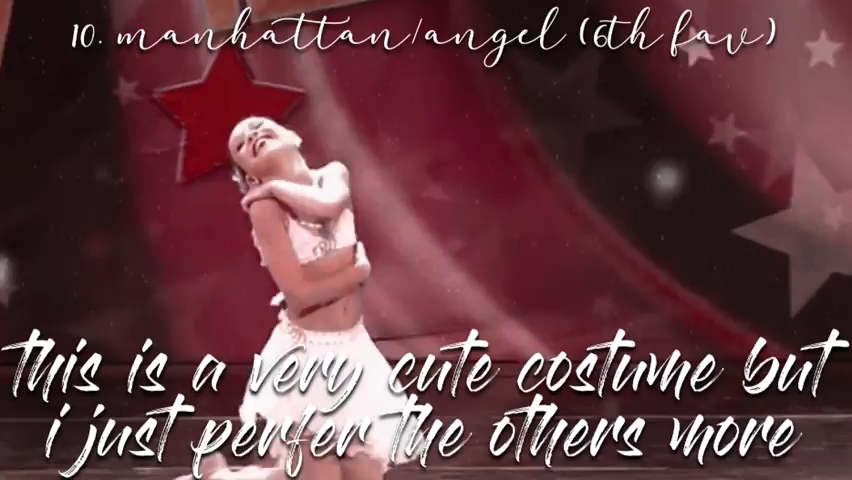 10. manhattan/angel (6th fav)
this is a very cute costume but
i just perfer the others more